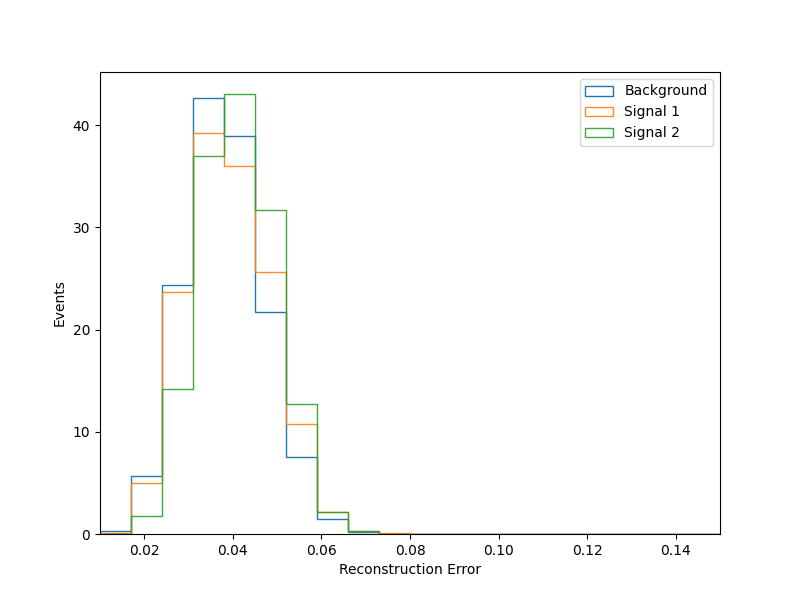 Background
Signal 1
Signal 2
40
30
20
10
0
Events
0.02 0.04 0.06 0.08 0.10 0.12 0.14
Reconstruction Error